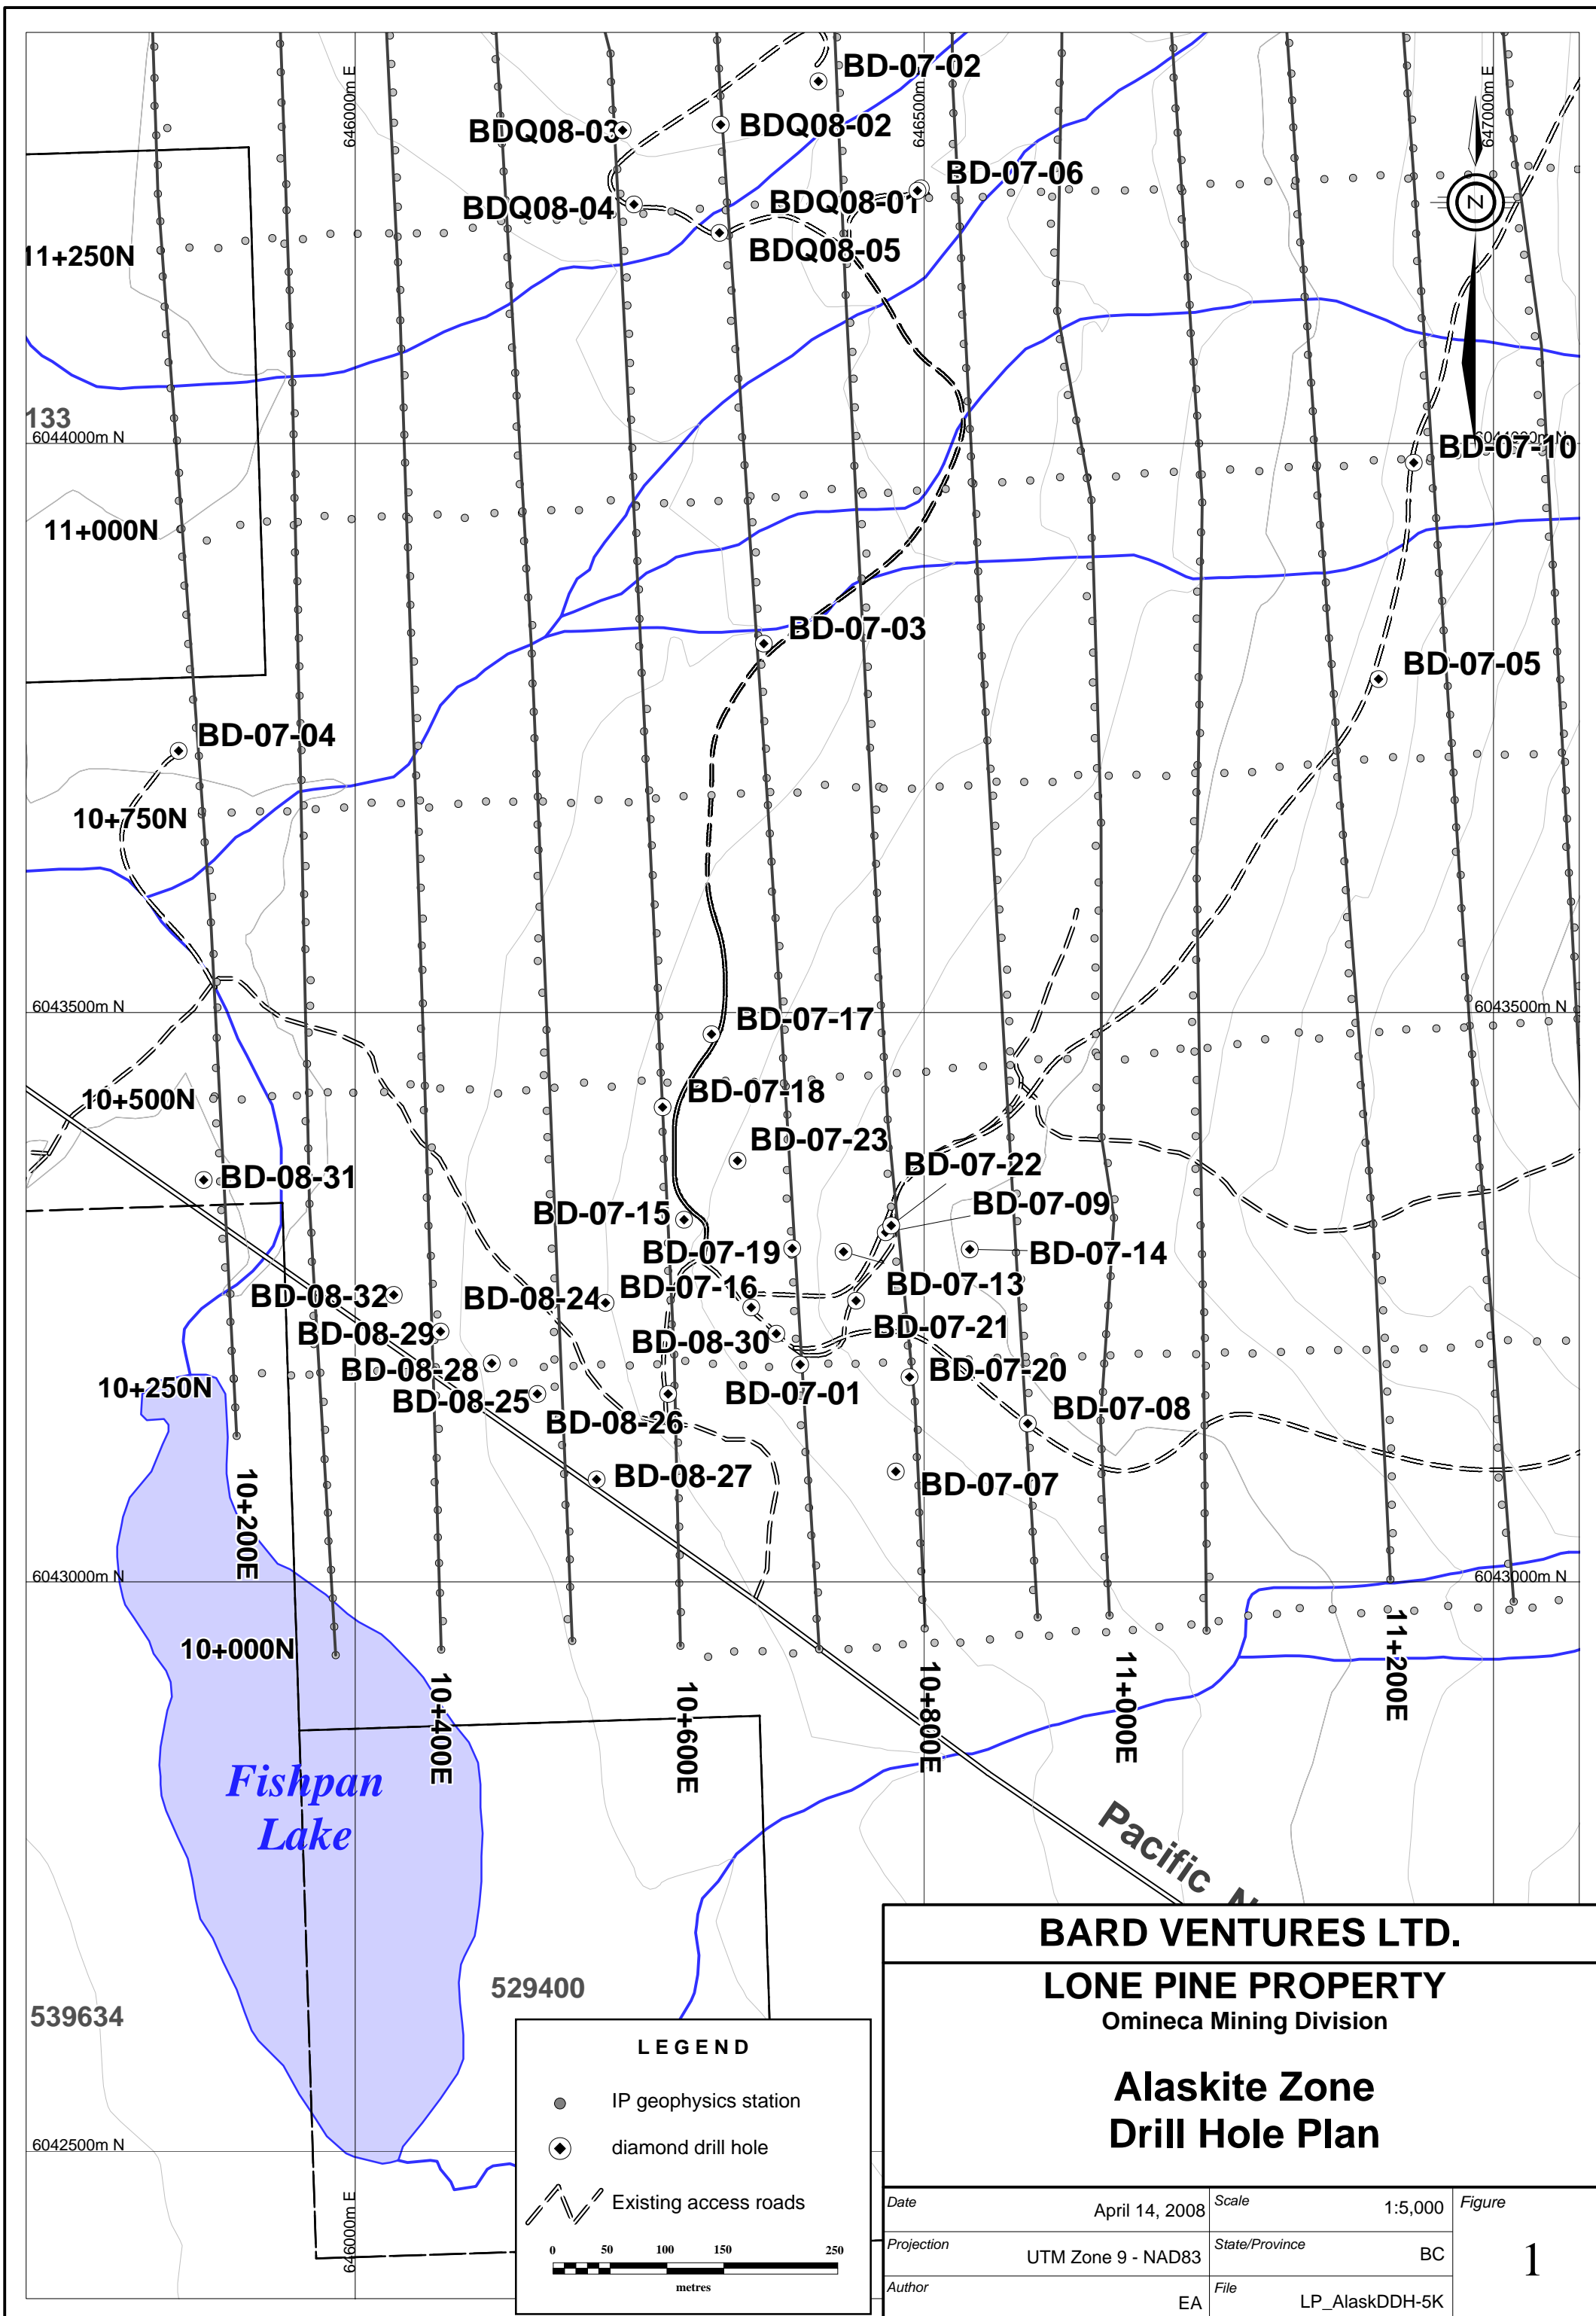 646000m E
646500m
647000m E
BD-07-02
BDQ08-03
BDQ08-02
BD-07-06
BDQ08-04
BDQ08-01
BDQ08-05
N
11+250N
133
6044000m N
BD-07-10
11+000N
BD-07-03
BD-07-05
BD-07-04
10+750N
6043500m N
6043500m N
BD-07-17
10+500N
BD-07-18
BD-07-23
BD-07-22
BD-08-31
BD-07-09
BD-07-15
BD-07-19
BD-07-14
BD-08-32
BD-08-24
BD-07-16
BD-07-13
BD-08-29
BD-08-30
BD-07-21
BD-08-28
BD-07-20
10+250N
BD-08-25
BD-07-01
BD-08-26
BD-07-08
BD-08-27
BD-07-07
10+200E
6043000m N
6043000m N
10+000N
10+400E
10+600E
10+800E
11+000E
11+200E
Fishpan
Lake
Pacific
529400
539634
6042500m N
646000m E
LEGEND
IP geophysics station
diamond drill hole
Existing access roads
0 50 100 150 250
metres
BARD VENTURES LTD.
LONE PINE PROPERTY
Omineca Mining Division
Alaskite Zone
Drill Hole Plan
Date April 14, 2008 Scale 1:5,000 Figure
Projection UTM Zone 9 - NAD83 State/Province BC 1
Author EA File LP_AlaskDDH-5K